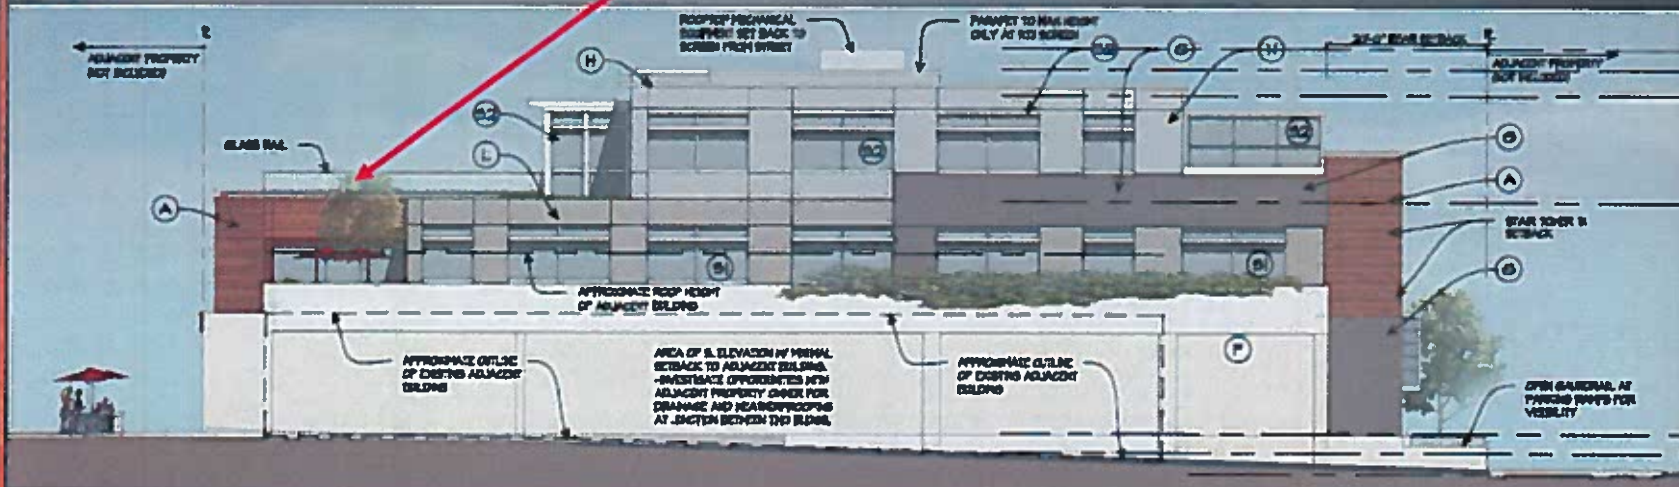 ROOFTOP MECHANICAL
EQUIPMENT SET BACK TO
SCREEN FROM STREET
PARAPET TO MAX HEIGHT
ONLY AT RTU SCREEN
ADJACENT PROPERTY
NOT INCLUDED
REAR SETBACK
ADJACENT PROPERTY
NOT INCLUDED
H
G
H
GLASS RAIL
L
G
A
A
STAIR TOWER IN
SETBACK
G
APPROXIMATE ROOF HEIGHT
OF ADJACENT BUILDING
F
APPROXIMATE OUTLINE
OF EXISTING ADJACENT
BUILDING
AREA OF S. ELEVATION W/ MINIMAL
SETBACK TO ADJACENT BUILDING.
-INVESTIGATE OPPORTUNITIES WITH
ADJACENT PROPERTY OWNER FOR
DRAINAGE AND WEATHERPROOFING
AT JUNCTION BETWEEN TWO BLDGS.
APPROXIMATE OUTLINE
OF EXISTING ADJACENT
BUILDING
OPEN GUARDRAIL AT
PARKING RAMPS FOR
VISIBILITY